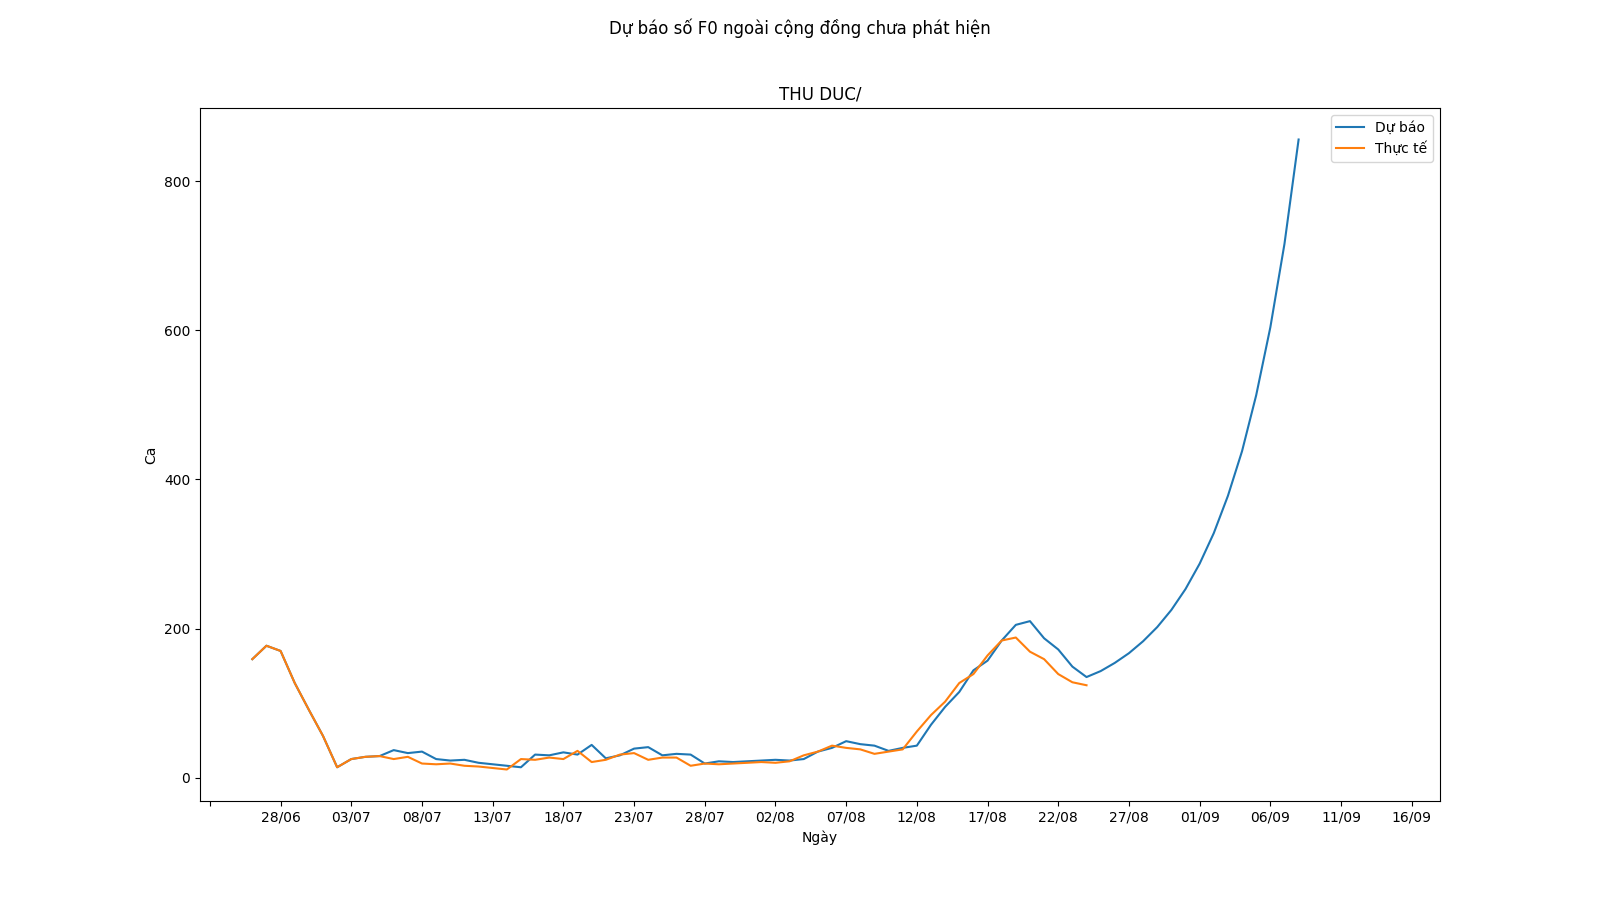 Dự báo số F0 ngoài cộng đồng chưa phát hiện
THU DUC/
Dự báo
Thực tế
800
600
400
200
0
Ca
28/06 03/07 08/07 13/07 18/07 23/07 28/07 02/08 07/08 12/08 17/08 22/08 27/08 01/09 06/09 11/09 16/09
Ngày